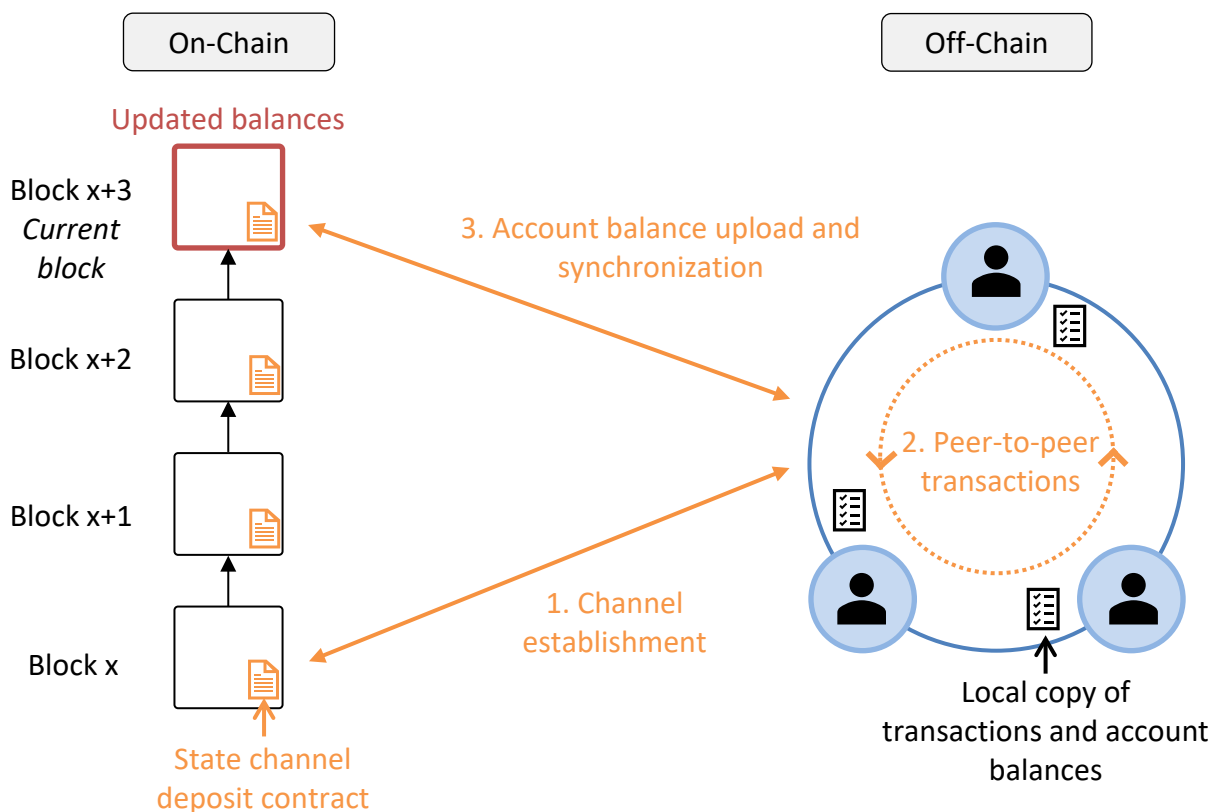 On-Chain
Off-Chain
Updated balances
Block x+3
Current
block
3. Account balance upload and
synchronization
Block x+2
2. Peer-to-peer
transactions
Block x+1
1. Channel
establishment
Block x
State channel
deposit contract
Local copy of
transactions and account
balances